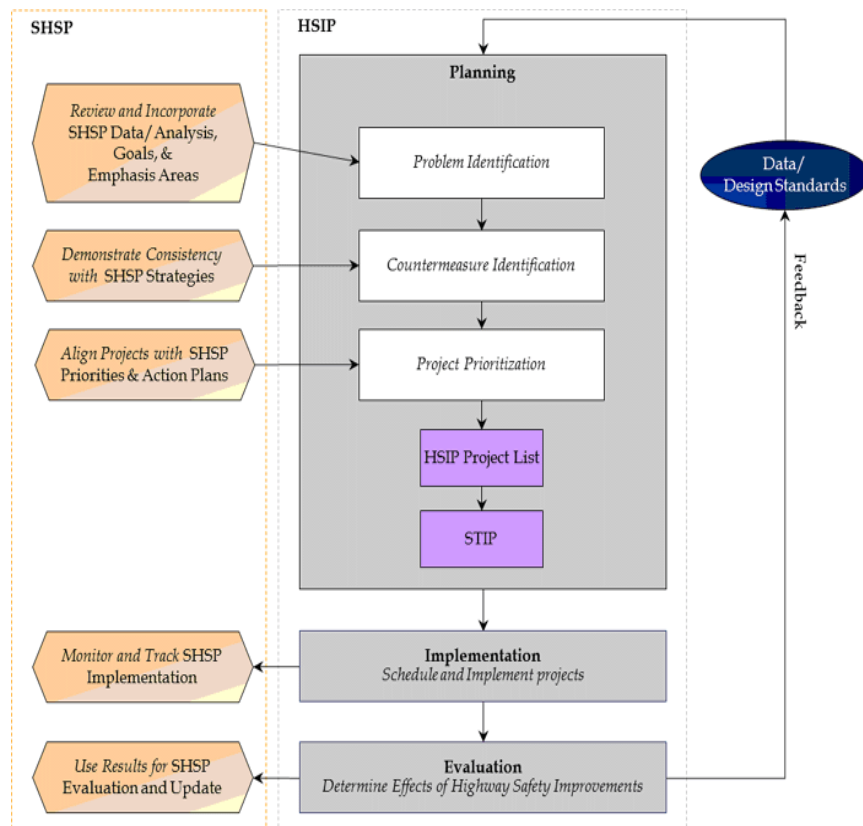 SHSP
HSIP
Planning
Review and Incorporate
SHSP Data/Analysis,
Goals, &
Emphasis Areas
Problem Identification
Data/
Design Standards
Demonstrate Consistency
with SHSP Strategies
Countermeasure Identification
Feedback
Align Projects with SHSP
Priorities & Action Plans
Project Prioritization
HSIP Project List
STIP
Monitor and Track SHSP
Implementation
Implementation
Schedule and Implement projects
Use Results for SHSP
Evaluation and Update
Evaluation
Determine Effects of Highway Safety Improvements